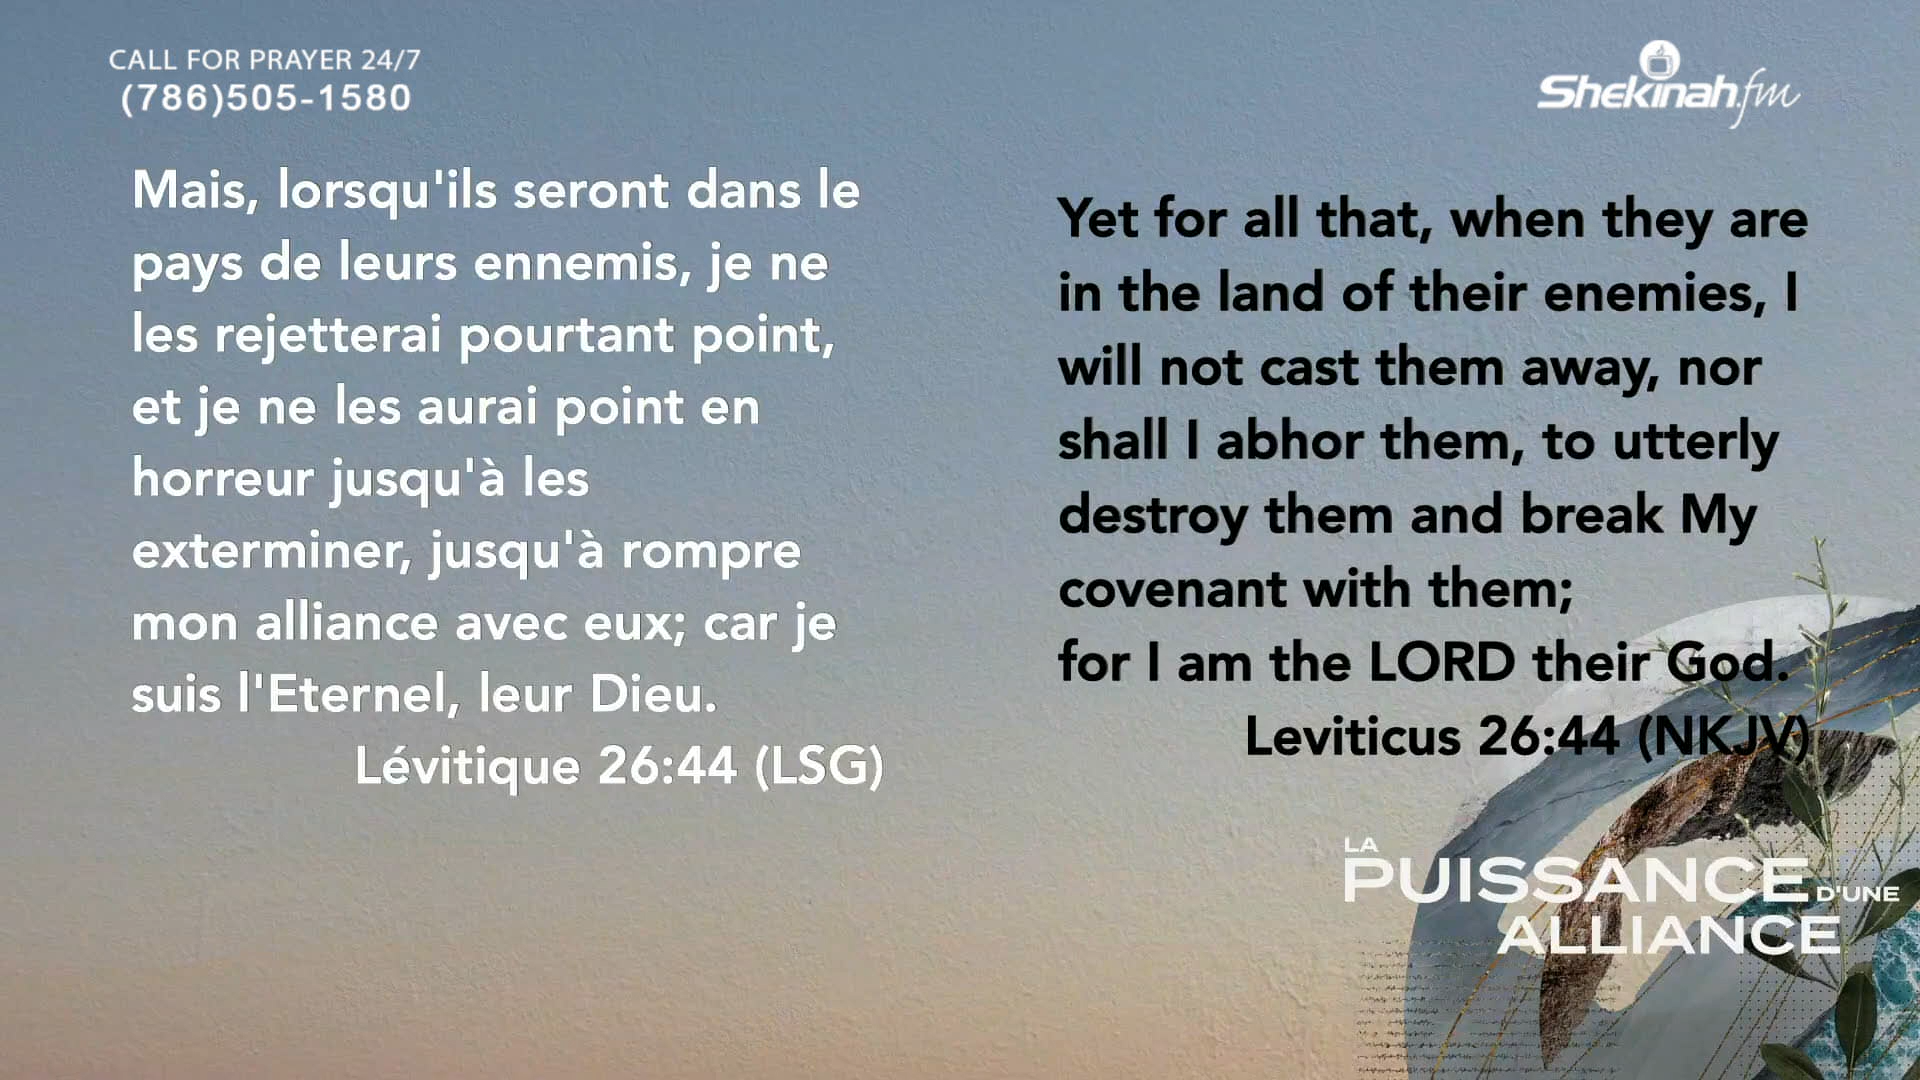 CALL FOR PRAYER 24/7
(786)505-1580
Shekinah.fm
Mais, lorsqu'ils seront dans le
pays de leurs ennemis, je ne
les rejetterai pourtant point,
et je ne les aurai point en
horreur jusqu'à les
exterminer, jusqu'à rompre
mon alliance avec eux; car je
suis l'Eternel, leur Dieu.
Lévitique 26:44 (LSG)
Yet for all that, when they are
in the land of their enemies, I
will not cast them away, nor
shall I abhor them, to utterly
destroy them and break My
covenant with them;
for I am the LORD their God.
Leviticus 26:44 (NKJV)
LA
PUISSANCE D'UNE
ALLIANCE